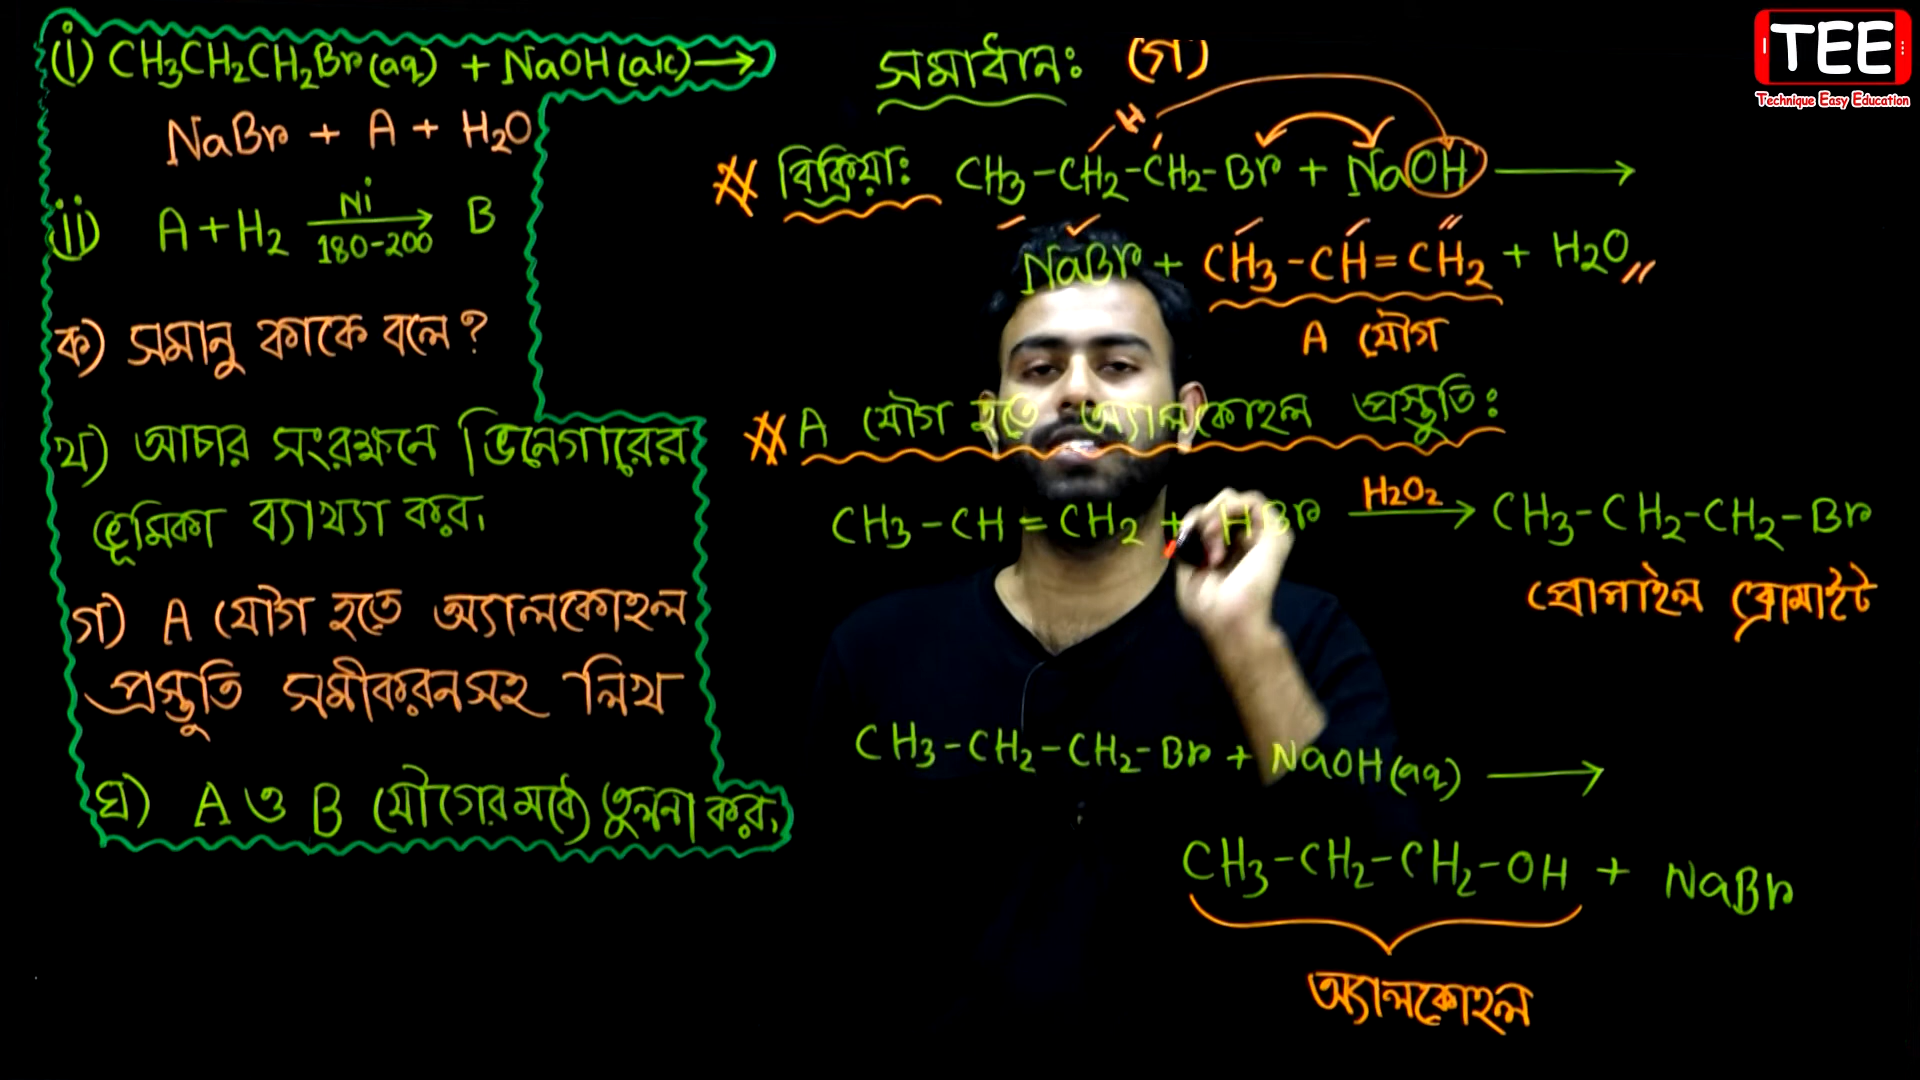 (i) CH₃CH₂CH₂Br(aq) + NaOH(alc) →
NaBr + A + H₂O
(ii) A + H₂ Ni 180-200 → B
ক) সমানু কাকে বলে?
খ) আচার সংরক্ষনে ভিনেগারের
ভূমিকা ব্যাখ্যা কর।
গ) A যৌগ হতে অ্যালকোহল
প্রস্তুতি সমীকরনসহ লিখ
ঘ) A ও B যৌগের মধ্যে তুলনা কর।
সমাধান: (গ)
H
বিক্রিয়া: CH₃-CH₂-CH₂-Br + NaOH →
NaBr + CH₃-CH=CH₂ + H₂O
A যৌগ
A যৌগ হতে অ্যালকোহল প্রস্তুতি:
CH₃-CH=CH₂ + HBr H₂O₂ → CH₃-CH₂-CH₂-Br
প্রোপাইল ব্রোমাইট
CH₃-CH₂-CH₂-Br + NaOH(aq) →
CH₃-CH₂-CH₂-OH + NaBr
অ্যালকোহল
TEE
Technique Easy Education